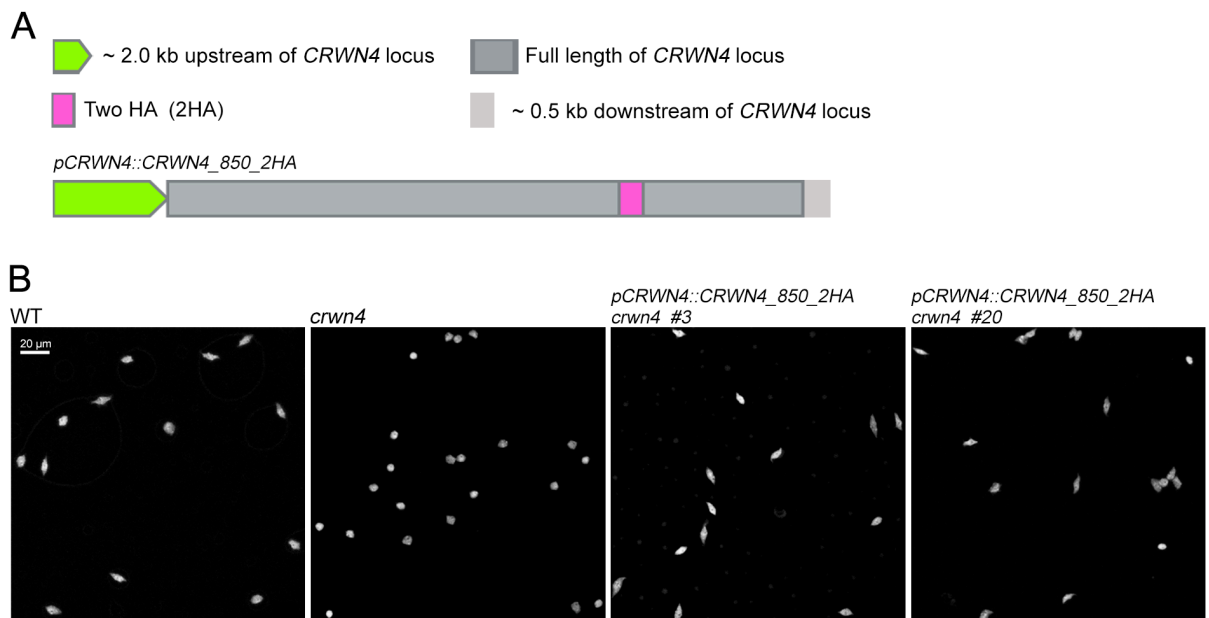 A
~ 2.0 kb upstream of CRWN4 locus
Full length of CRWN4 locus
Two HA (2HA)
~ 0.5 kb downstream of CRWN4 locus
pCRWN4::CRWN4_850_2HA
B
WT
crwn4
pCRWN4::CRWN4_850_2HA
crwn4 #3
pCRWN4::CRWN4_850_2HA
crwn4 #20
20 µm